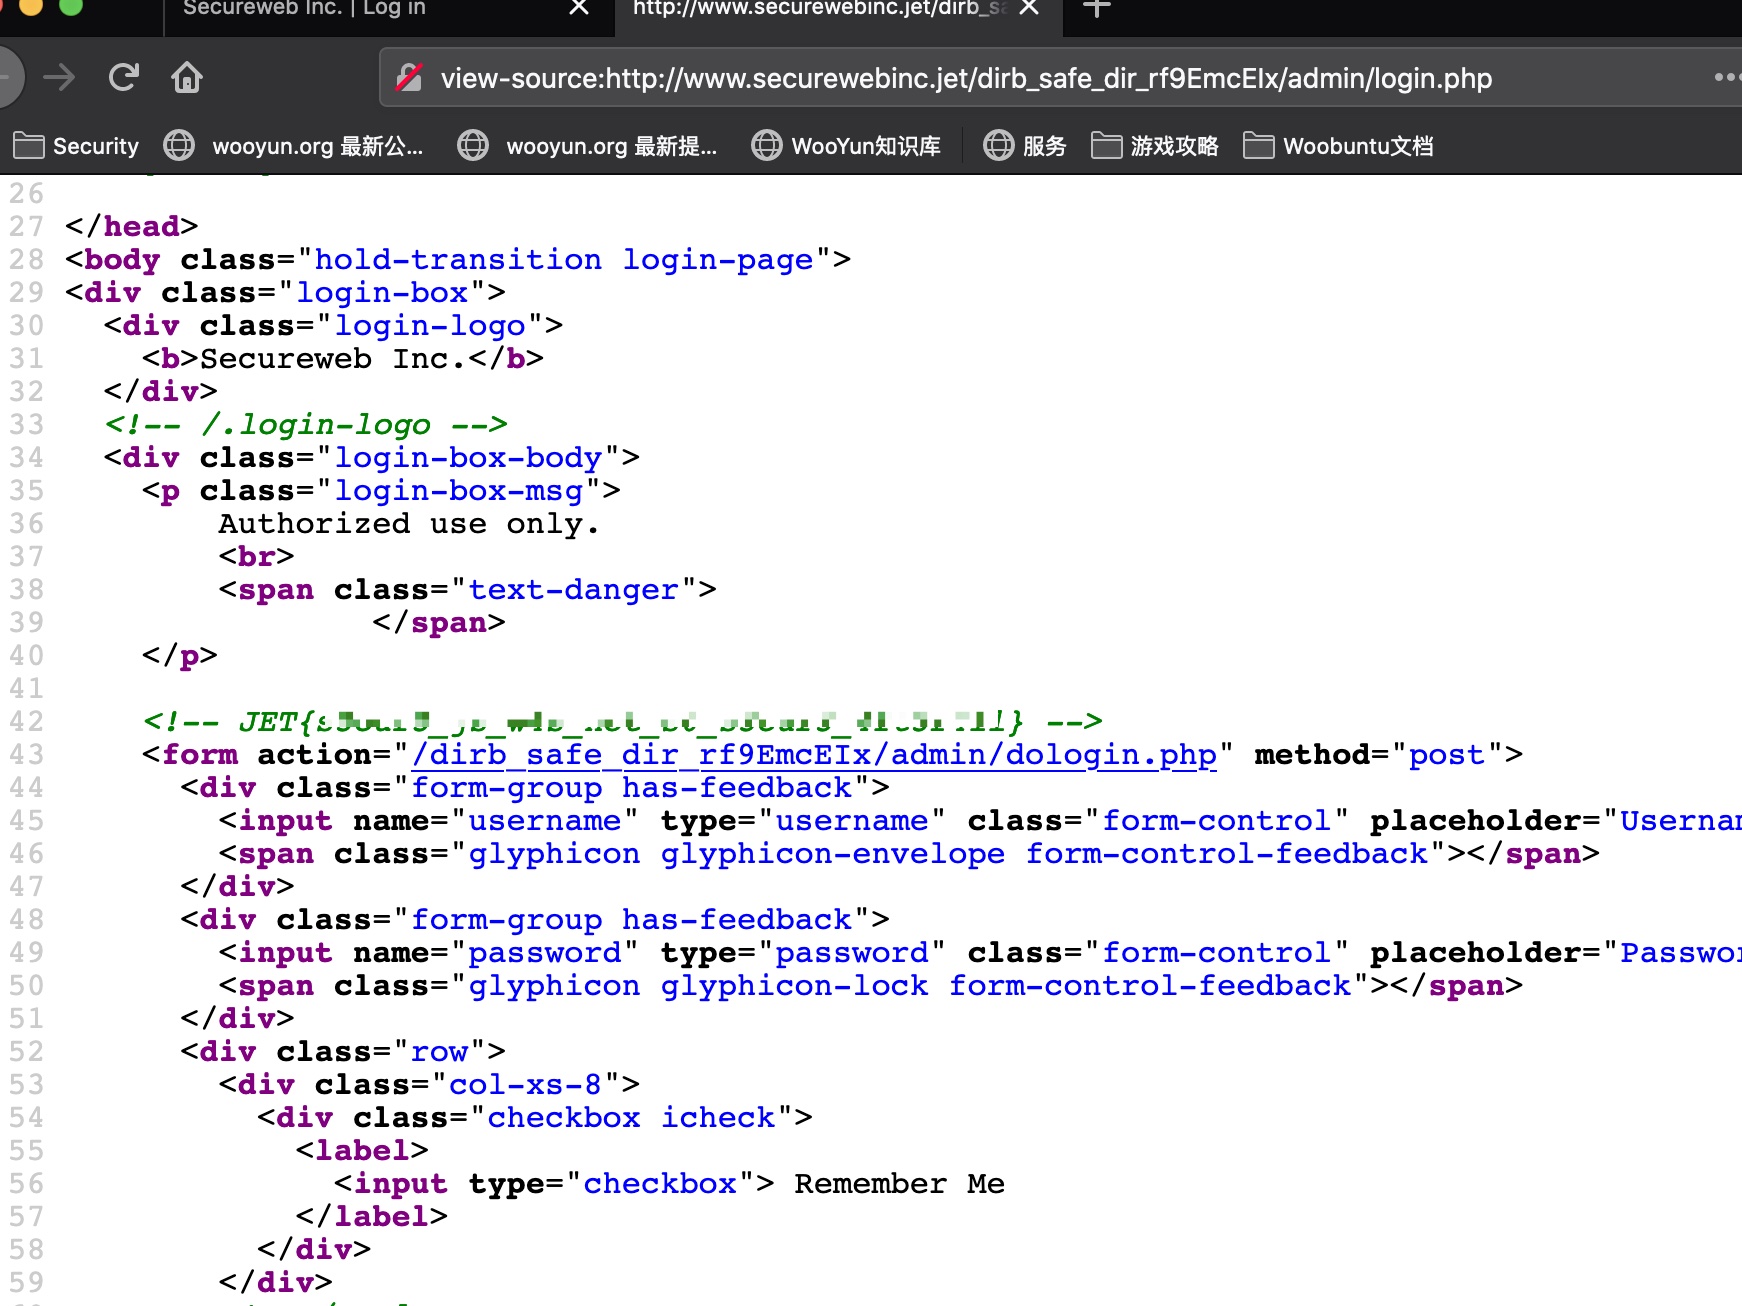 Secureweb Inc. | Log in
http://www.securewebinc.jet/dirb_sa
view-source:http://www.securewebinc.jet/dirb_safe_dir_rf9EmcEIx/admin/login.php
Security wooyun.org 最新公... wooyun.org 最新提... WooYun知识库 服务 游戏攻略 Woobuntu文档
26
27 </head>
28 <body class="hold-transition login-page">
29 <div class="login-box">
30 <div class="login-logo">
31 <b>Secureweb Inc.</b>
32 </div>
33 <!-- /.login-logo -->
34 <div class="login-box-body">
35 <p class="login-box-msg">
36 Authorized use only.
37 <br>
38 <span class="text-danger">
39 </span>
40 </p>
41
42 <!-- JET{ } -->
43 <form action="/dirb_safe_dir_rf9EmcEIx/admin/dologin.php" method="post">
44 <div class="form-group has-feedback">
45 <input name="username" type="username" class="form-control" placeholder="Usernam
46 <span class="glyphicon glyphicon-envelope form-control-feedback"></span>
47 </div>
48 <div class="form-group has-feedback">
49 <input name="password" type="password" class="form-control" placeholder="Passwor
50 <span class="glyphicon glyphicon-lock form-control-feedback"></span>
51 </div>
52 <div class="row">
53 <div class="col-xs-8">
54 <div class="checkbox icheck">
55 <label>
56 <input type="checkbox"> Remember Me
57 </label>
58 </div>
59 </div>